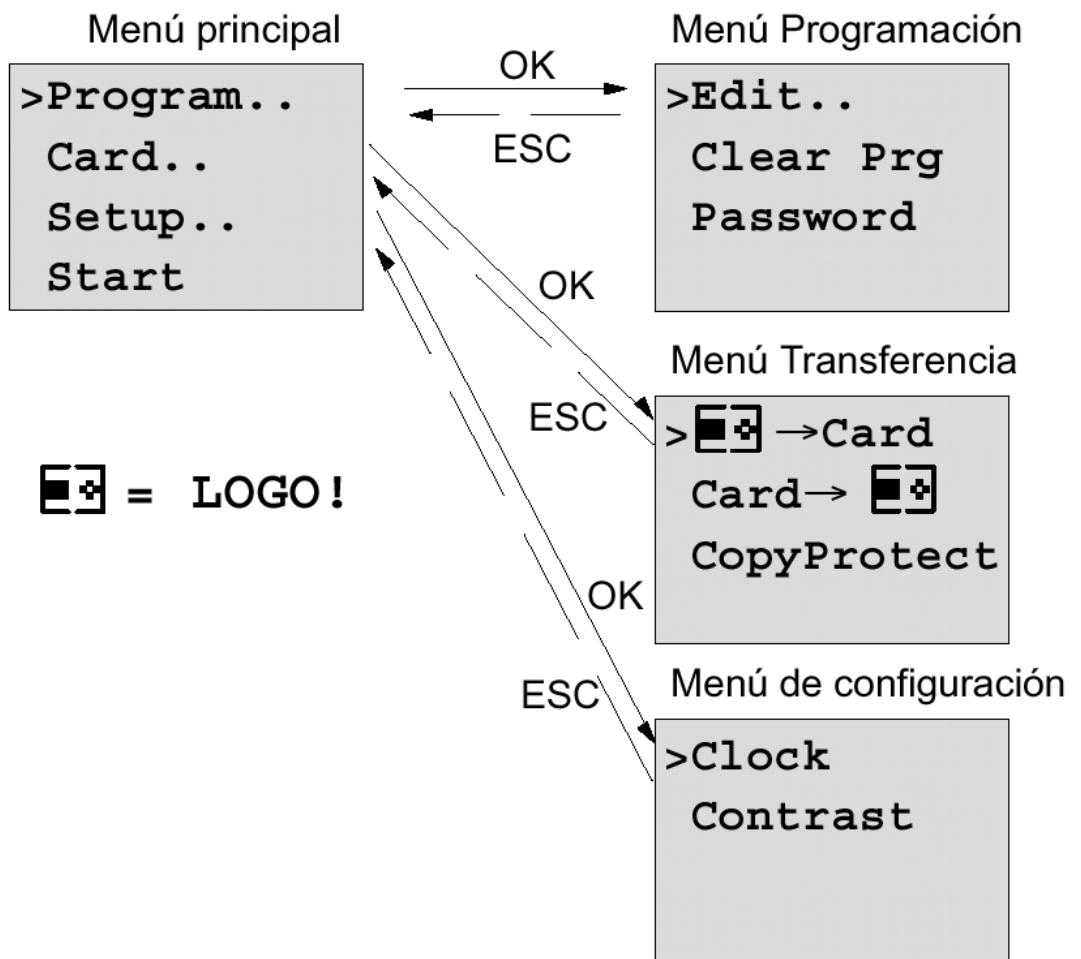 Menú principal
>Program..
Card..
Setup..
Start
OK
ESC
Menú Programación
>Edit..
Clear Prg
Password
OK
ESC
Menú Transferencia
> →Card
Card→
CopyProtect
= LOGO!
OK
ESC
Menú de configuración
>Clock
Contrast